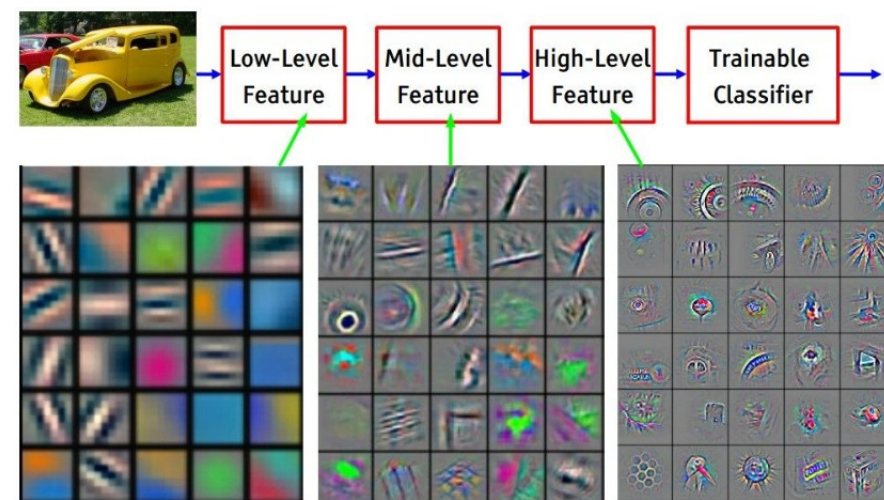 Low-Level
Feature
Mid-Level
Feature
High-Level
Feature
Trainable
Classifier